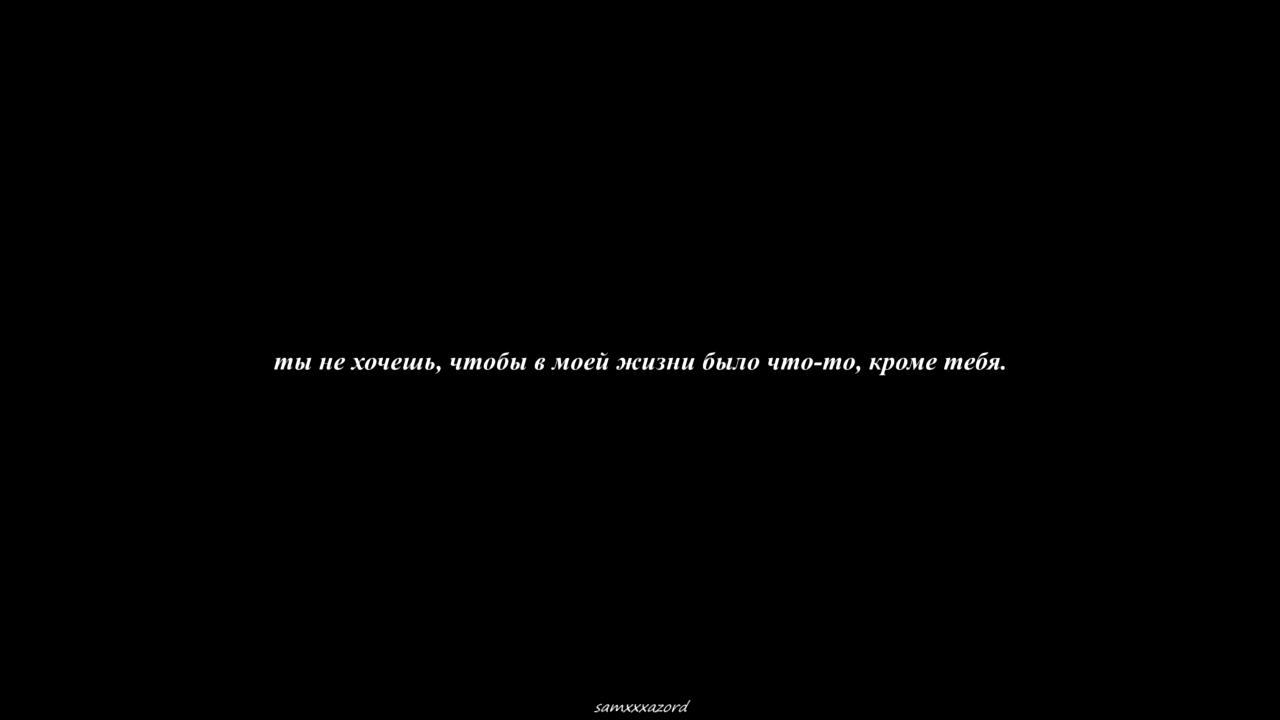 ты не хочешь, чтобы в моей жизни было что-то, кроме тебя.
samxxxazord